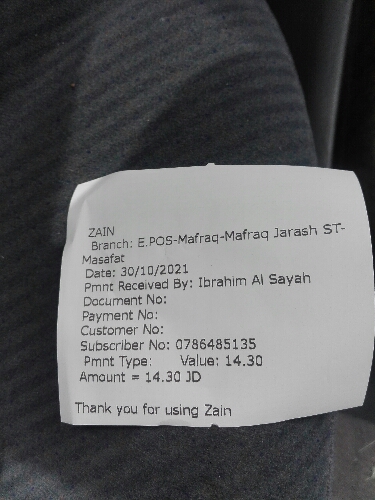 ZAIN
Branch: E.POS-Mafraq-Mafraq Jarash ST-
Masafat
Date: 30/10/2021
Pmnt Received By: Ibrahim Al Sayah
Document No:
Payment No:
Customer No:
Subscriber No: 0786485135
Pmnt Type: Value: 14.30
Amount = 14.30 JD
Thank you for using Zain